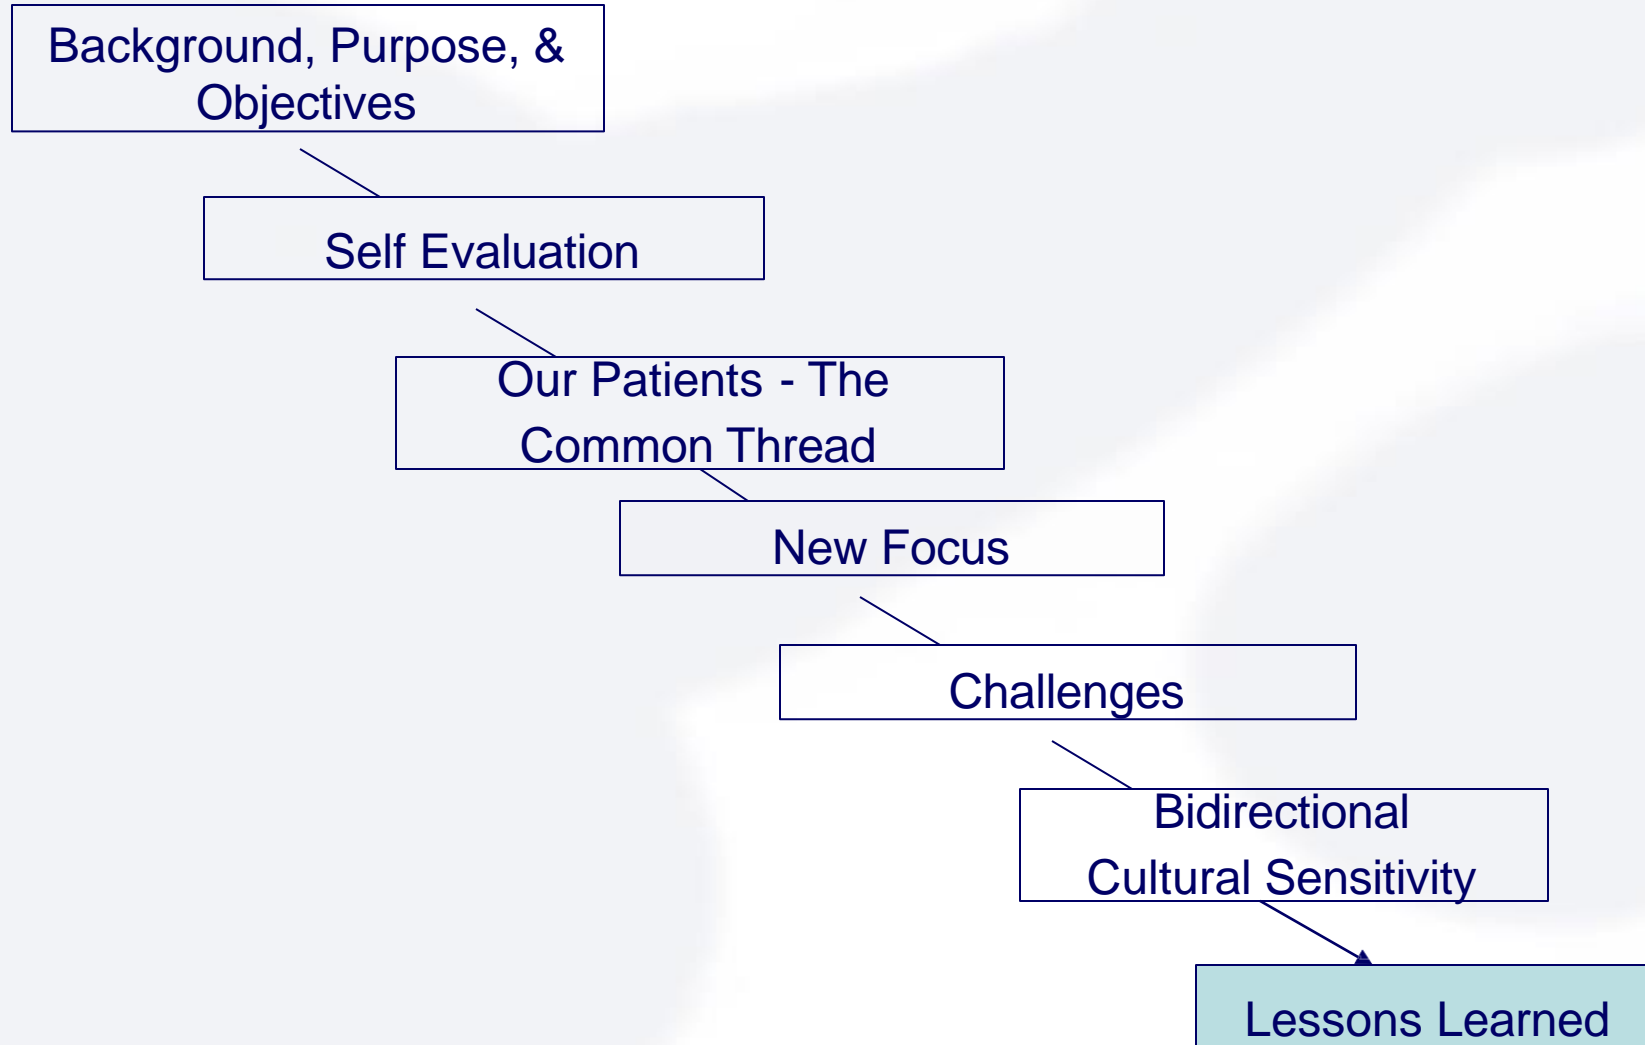 Background, Purpose, &
Objectives
Self Evaluation
Our Patients - The
Common Thread
New Focus
Challenges
Bidirectional
Cultural Sensitivity
Lessons Learned